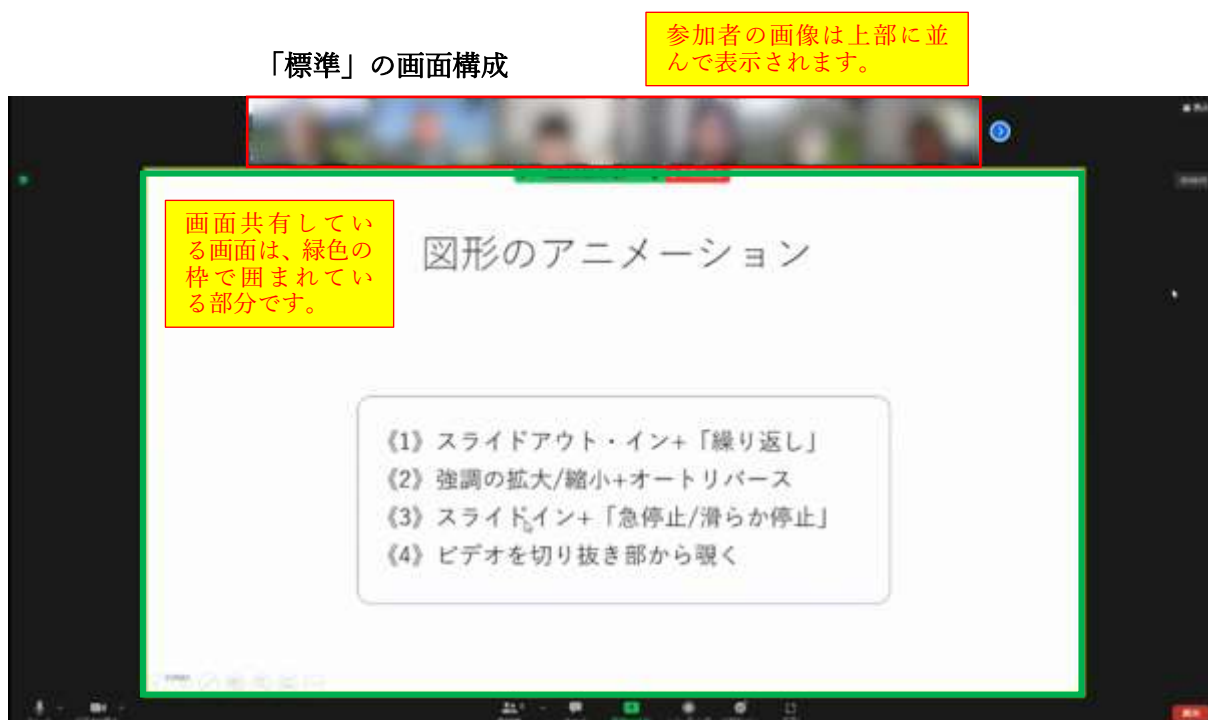 「標準」の画面構成
参加者の画像は上部に並
んで表示されます。
画面共有してい
る画面は、緑色の
枠で囲まれてい
る部分です。
図形のアニメーション
《1》スライドアウト・イン+「繰り返し」
《2》強調の拡大/縮小+オートリバース
《3》スライドイン+「急停止/滑らか停止」
《4》ビデオを切り抜き部から覗く